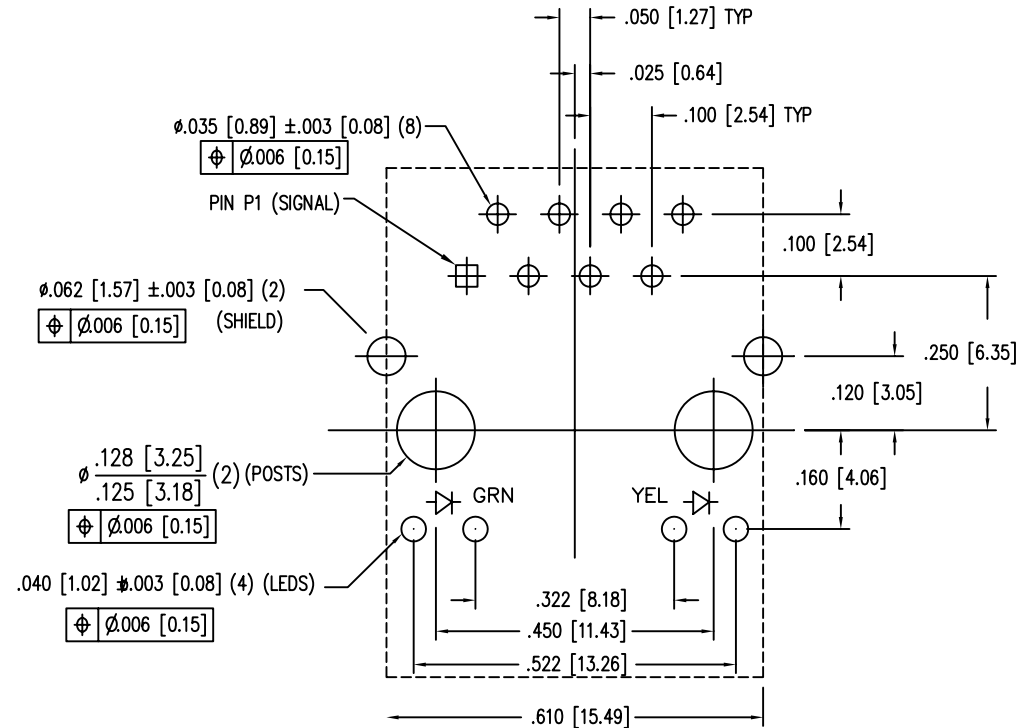 .050 [1.27] TYP
.025 [0.64]
.100 [2.54] TYP
ø.035 [0.89] ±.003 [0.08] (8)
⌖ Ø.006 [0.15]
PIN P1 (SIGNAL)
.100 [2.54]
ø.062 [1.57] ±.003 [0.08] (2)
(SHIELD)
⌖ Ø.006 [0.15]
.250 [6.35]
.120 [3.05]
ø .128 [3.25]
.125 [3.18] (2) (POSTS)
⌖ Ø.006 [0.15]
GRN
YEL
.160 [4.06]
.040 [1.02] ±.003 [0.08] (4) (LEDS)
⌖ Ø.006 [0.15]
.322 [8.18]
.450 [11.43]
.522 [13.26]
.610 [15.49]